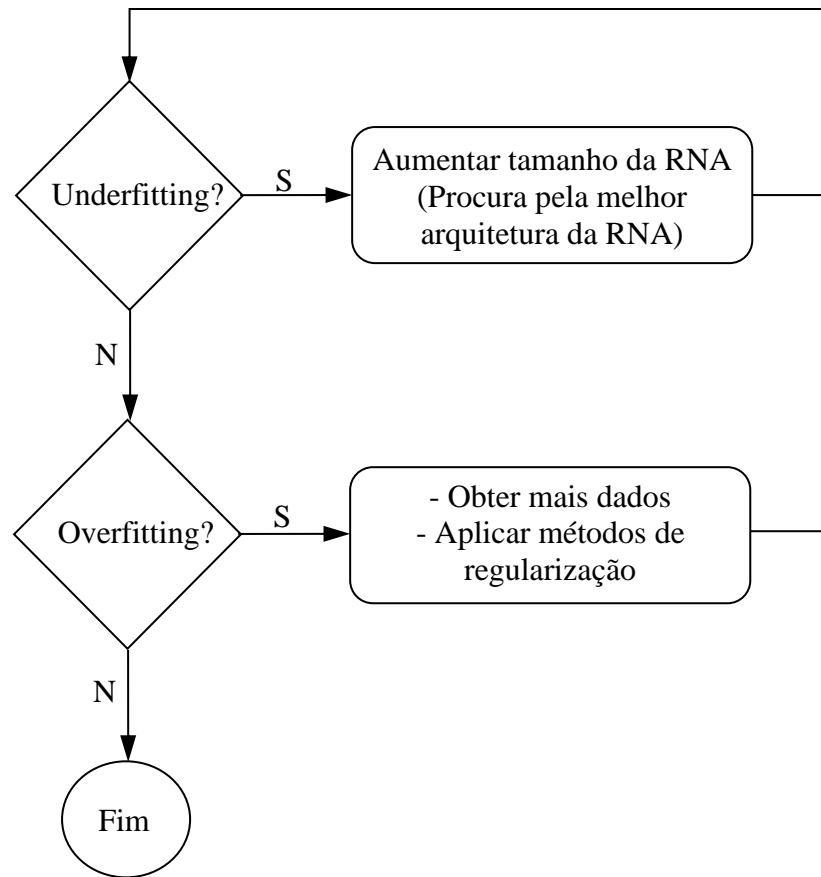 Underfitting?
S
Aumentar tamanho da RNA
(Procura pela melhor
arquitetura da RNA)
N
Overfitting?
S
- Obter mais dados
- Aplicar métodos de
regularização
N
Fim